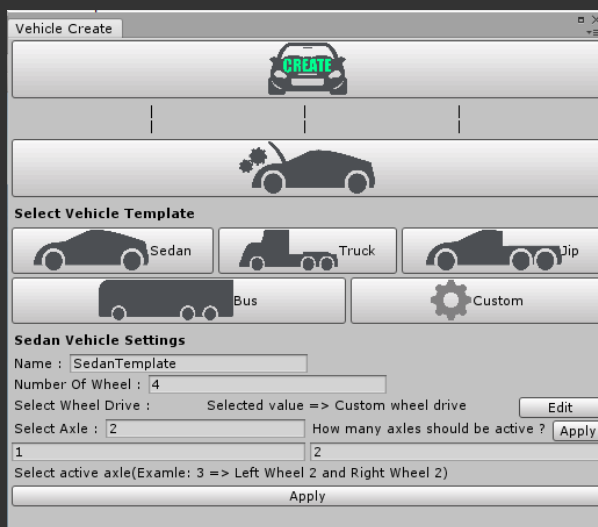 Vehicle Create
CREATE
Select Vehicle Template
Sedan Truck Jip
Bus Custom
Sedan Vehicle Settings
Name : SedanTemplate
Number Of Wheel : 4
Select Wheel Drive : Selected value => Custom wheel drive Edit
Select Axle : 2 How many axles should be active ? Apply
1 2
Select active axle(Examle: 3 => Left Wheel 2 and Right Wheel 2)
Apply